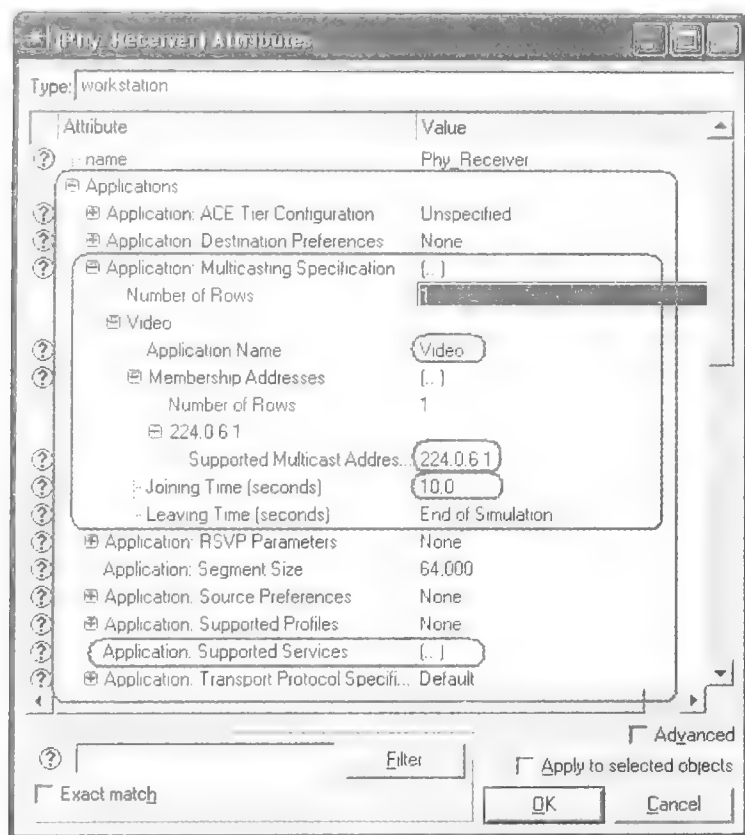 (Phy_Receiver) Attributes
Type: workstation
Attribute Value
name Phy_Receiver
Applications
Application: ACE Tier Configuration Unspecified
Application. Destination Preferences None
Application: Multicasting Specification (...)
Number of Rows 1
Video
Application Name Video
Membership Addresses (...)
Number of Rows 1
224.0.6.1
Supported Multicast Addres... 224.0.6.1
Joining Time (seconds) 10.0
Leaving Time (seconds) End of Simulation
Application: RSVP Parameters None
Application: Segment Size 64,000
Application. Source Preferences None
Application. Supported Profiles None
Application. Supported Services (...)
Application. Transport Protocol Specifi... Default
Advanced
Filter
Apply to selected objects
Exact match
OK Cancel